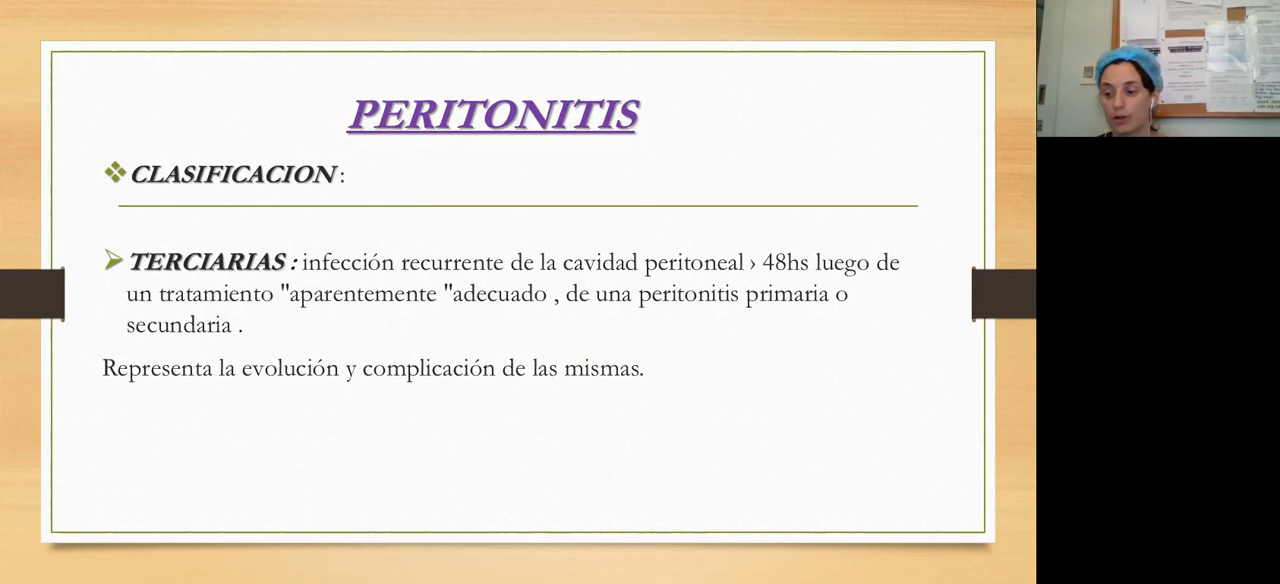 PERITONITIS
CLASIFICACION :
TERCIARIAS : infección recurrente de la cavidad peritoneal › 48hs luego de
un tratamiento "aparentemente "adecuado , de una peritonitis primaria o
secundaria .
Representa la evolución y complicación de las mismas.